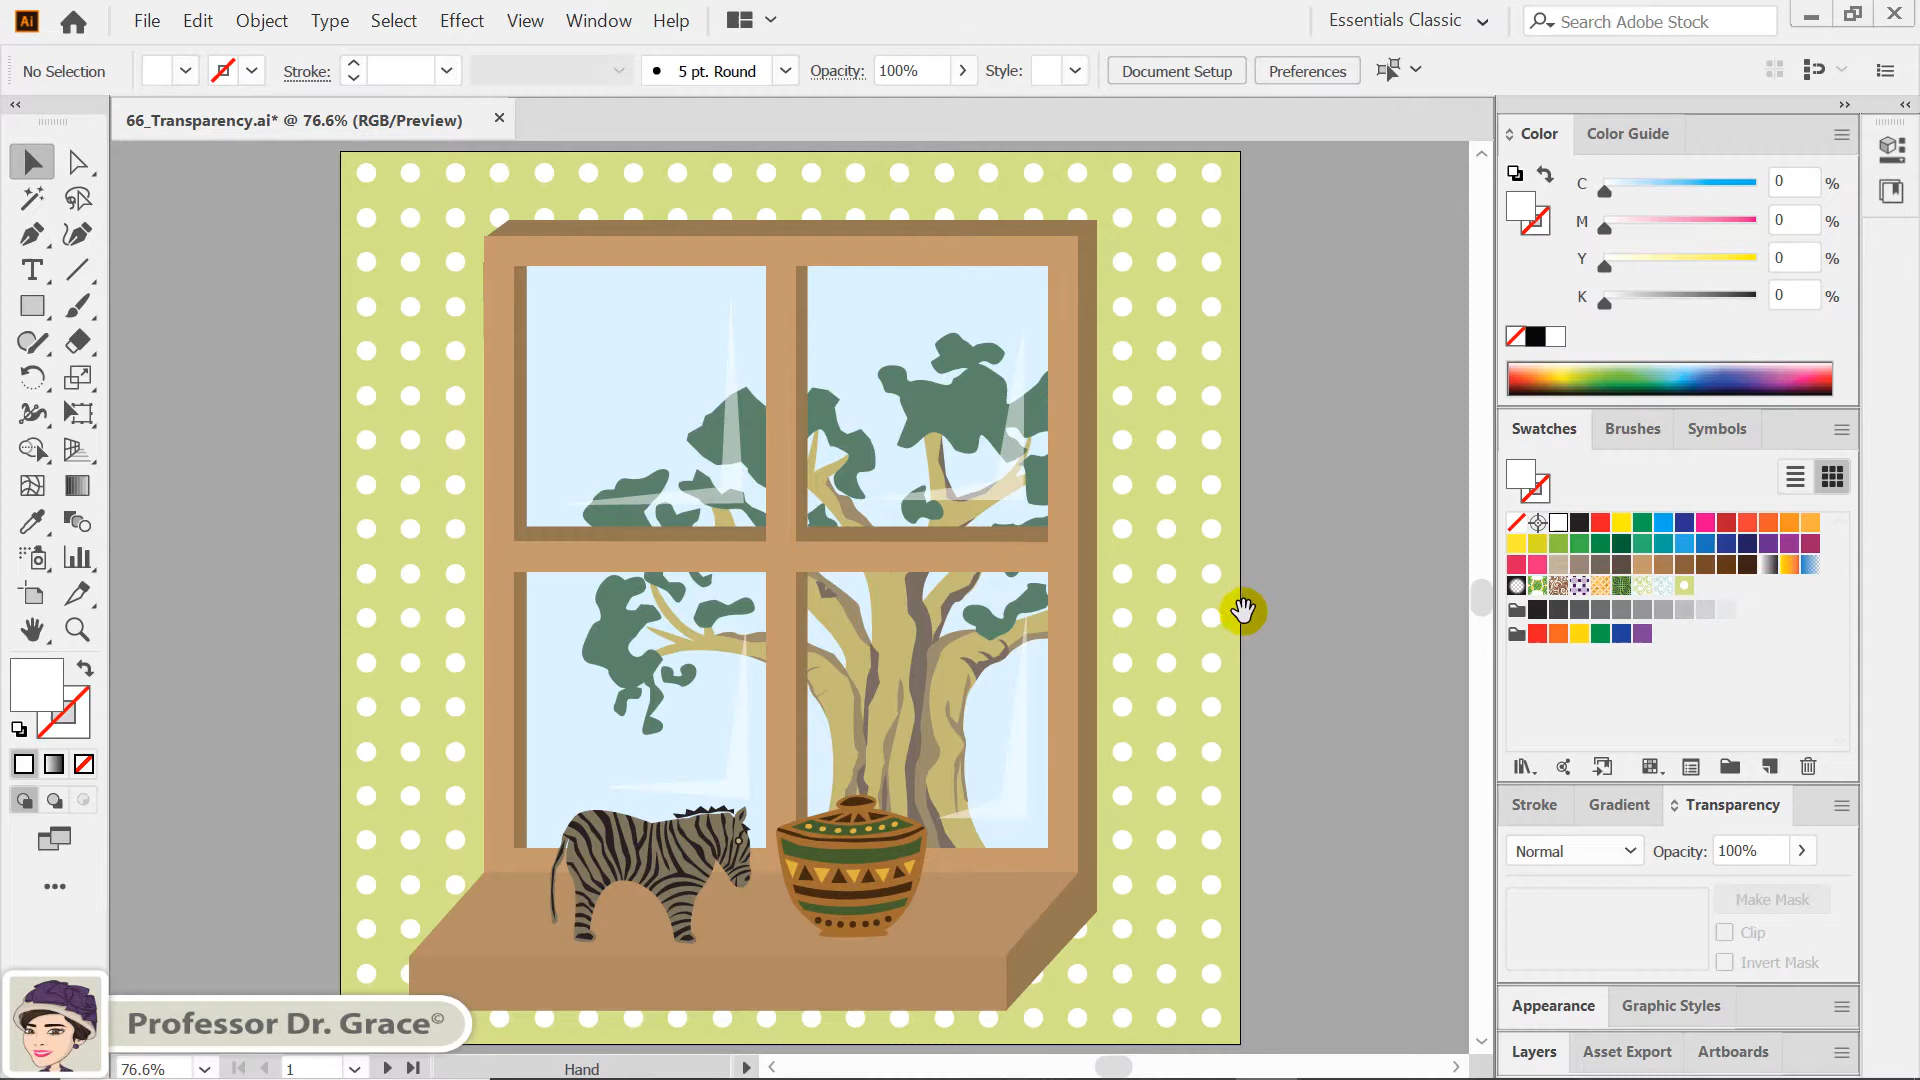 Ai File Edit Object Type Select Effect View Window Help Essentials Classic Search Adobe Stock
No Selection Stroke: 5 pt. Round Opacity: 100% Style: Document Setup Preferences
66_Transparency.ai* @ 76.6% (RGB/Preview)
Color Color Guide
C 0 %
M 0 %
Y 0 %
K 0 %
Swatches Brushes Symbols
Stroke Gradient Transparency
Normal Opacity: 100%
Make Mask
Clip
Invert Mask
Appearance Graphic Styles
Layers Asset Export Artboards
Professor Dr. Grace©
76.6% 1 Hand